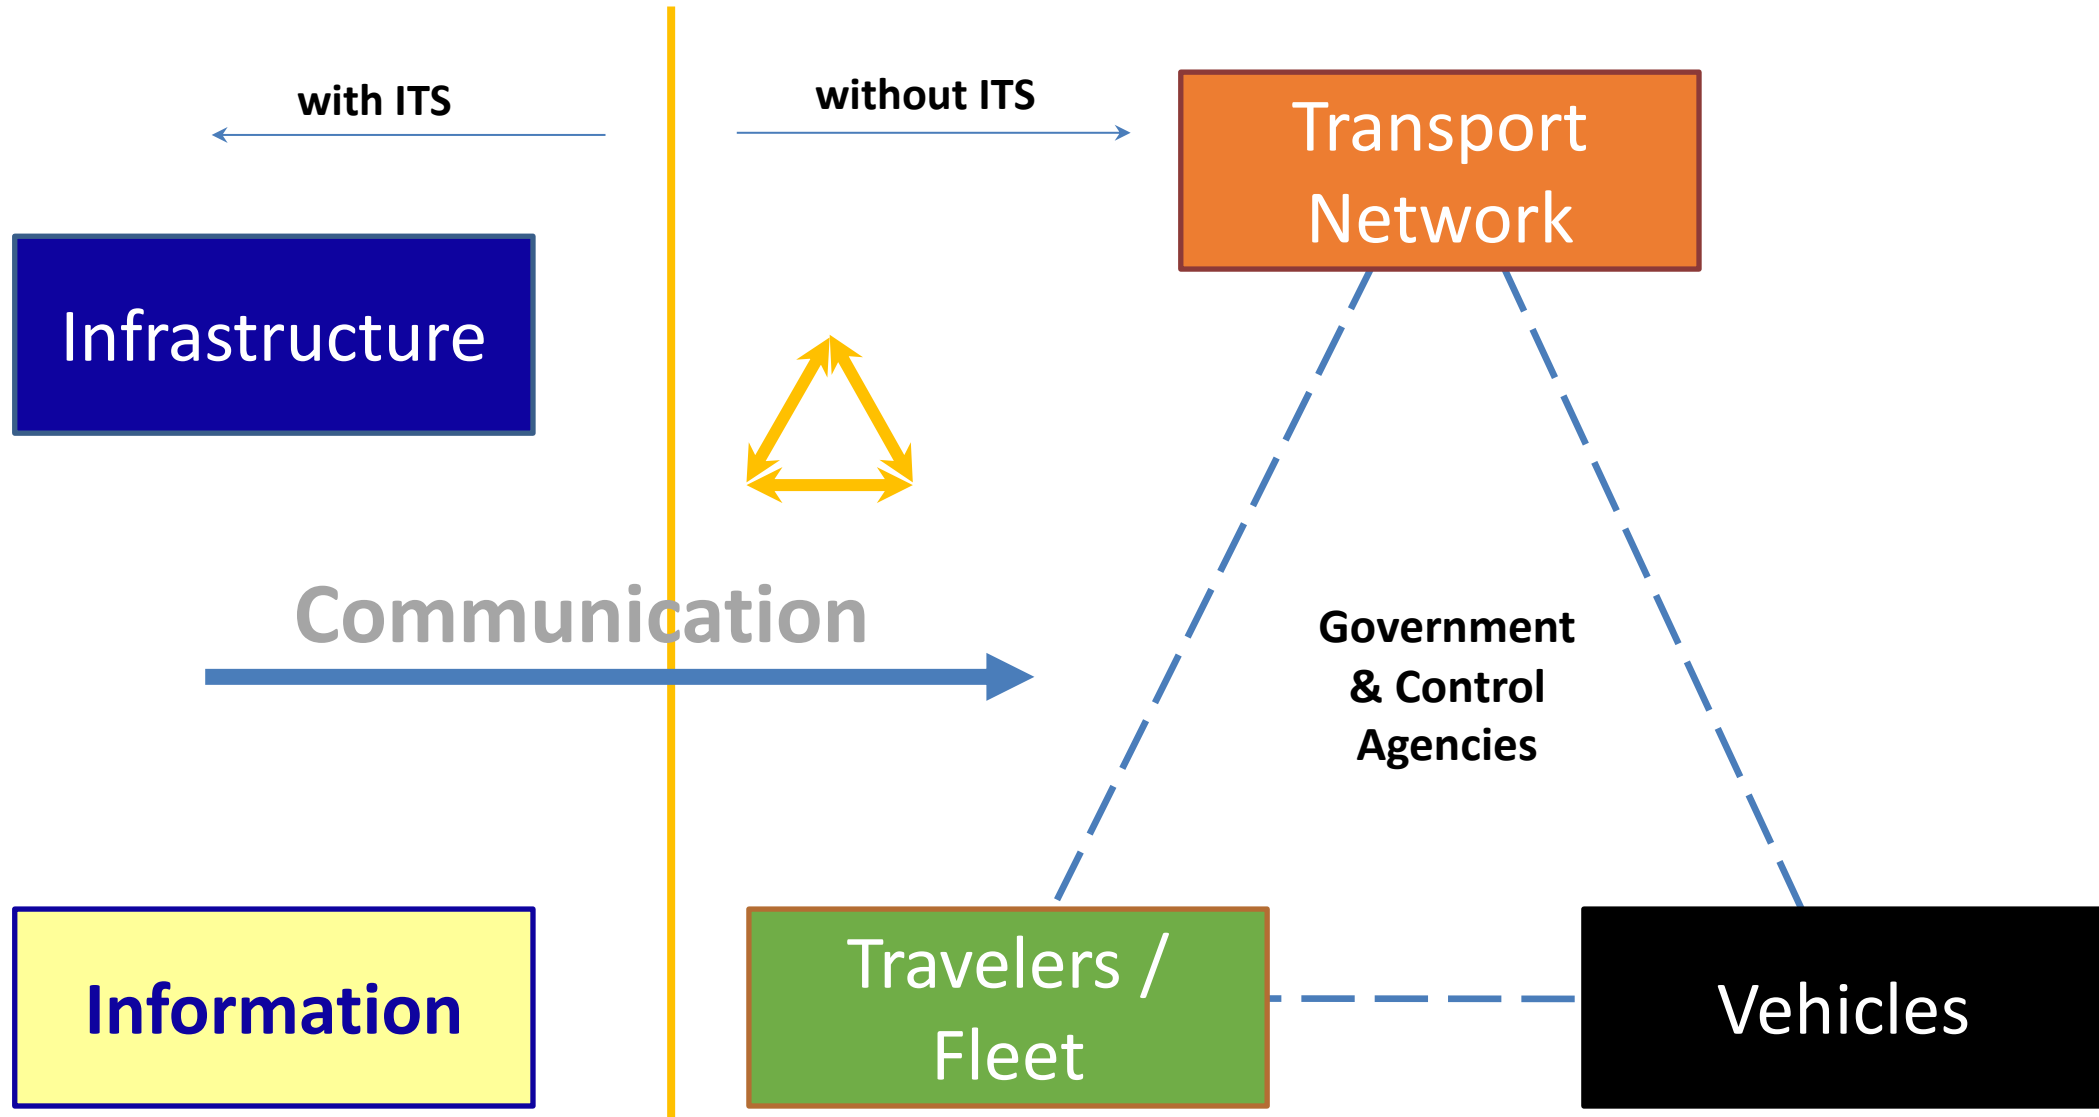 with ITS
without ITS
Transport
Network
Infrastructure
Communication
Government
& Control
Agencies
Information
Travelers /
Fleet
Vehicles